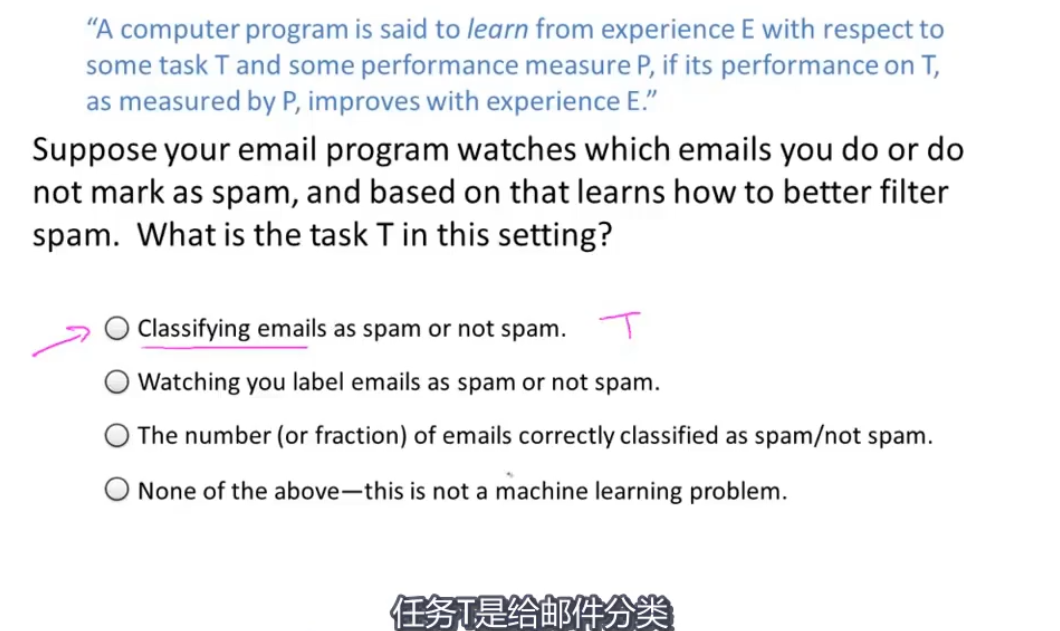 “A computer program is said to learn from experience E with respect to
some task T and some performance measure P, if its performance on T,
as measured by P, improves with experience E.”
Suppose your email program watches which emails you do or do
not mark as spam, and based on that learns how to better filter
spam.  What is the task T in this setting?
Classifying emails as spam or not spam. T
Watching you label emails as spam or not spam.
The number (or fraction) of emails correctly classified as spam/not spam.
None of the above—this is not a machine learning problem.
任务T是给邮件分类